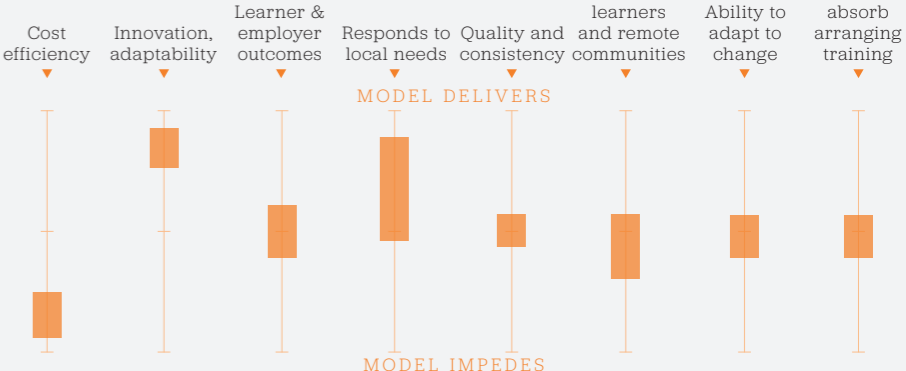 Cost
efficiency
Innovation,
adaptability
Learner &
employer
outcomes
Responds to
local needs
Quality and
consistency
learners
and remote
communities
Ability to
adapt to
change
absorb
arranging
training
MODEL DELIVERS
MODEL IMPEDES